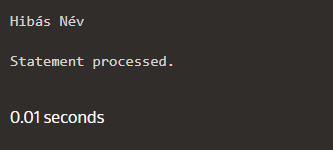 Hibás Név
Statement processed.
0.01 seconds